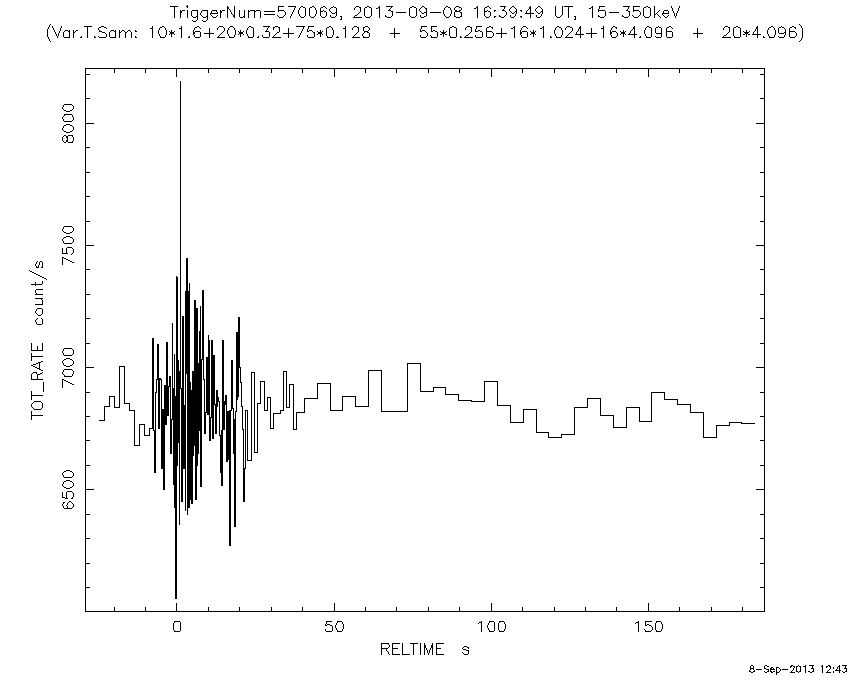 TriggerNum=570069, 2013-09-08 16:39:49 UT, 15-350keV
(Var.T.Sam: 10*1.6+20*0.32+75*0.128 + 55*0.256+16*1.024+16*4.096 + 20*4.096)
8000
7500
7000
6500
TOT_RATE count/s
0 50 100 150
RELTIME s
8-Sep-2013 12:43